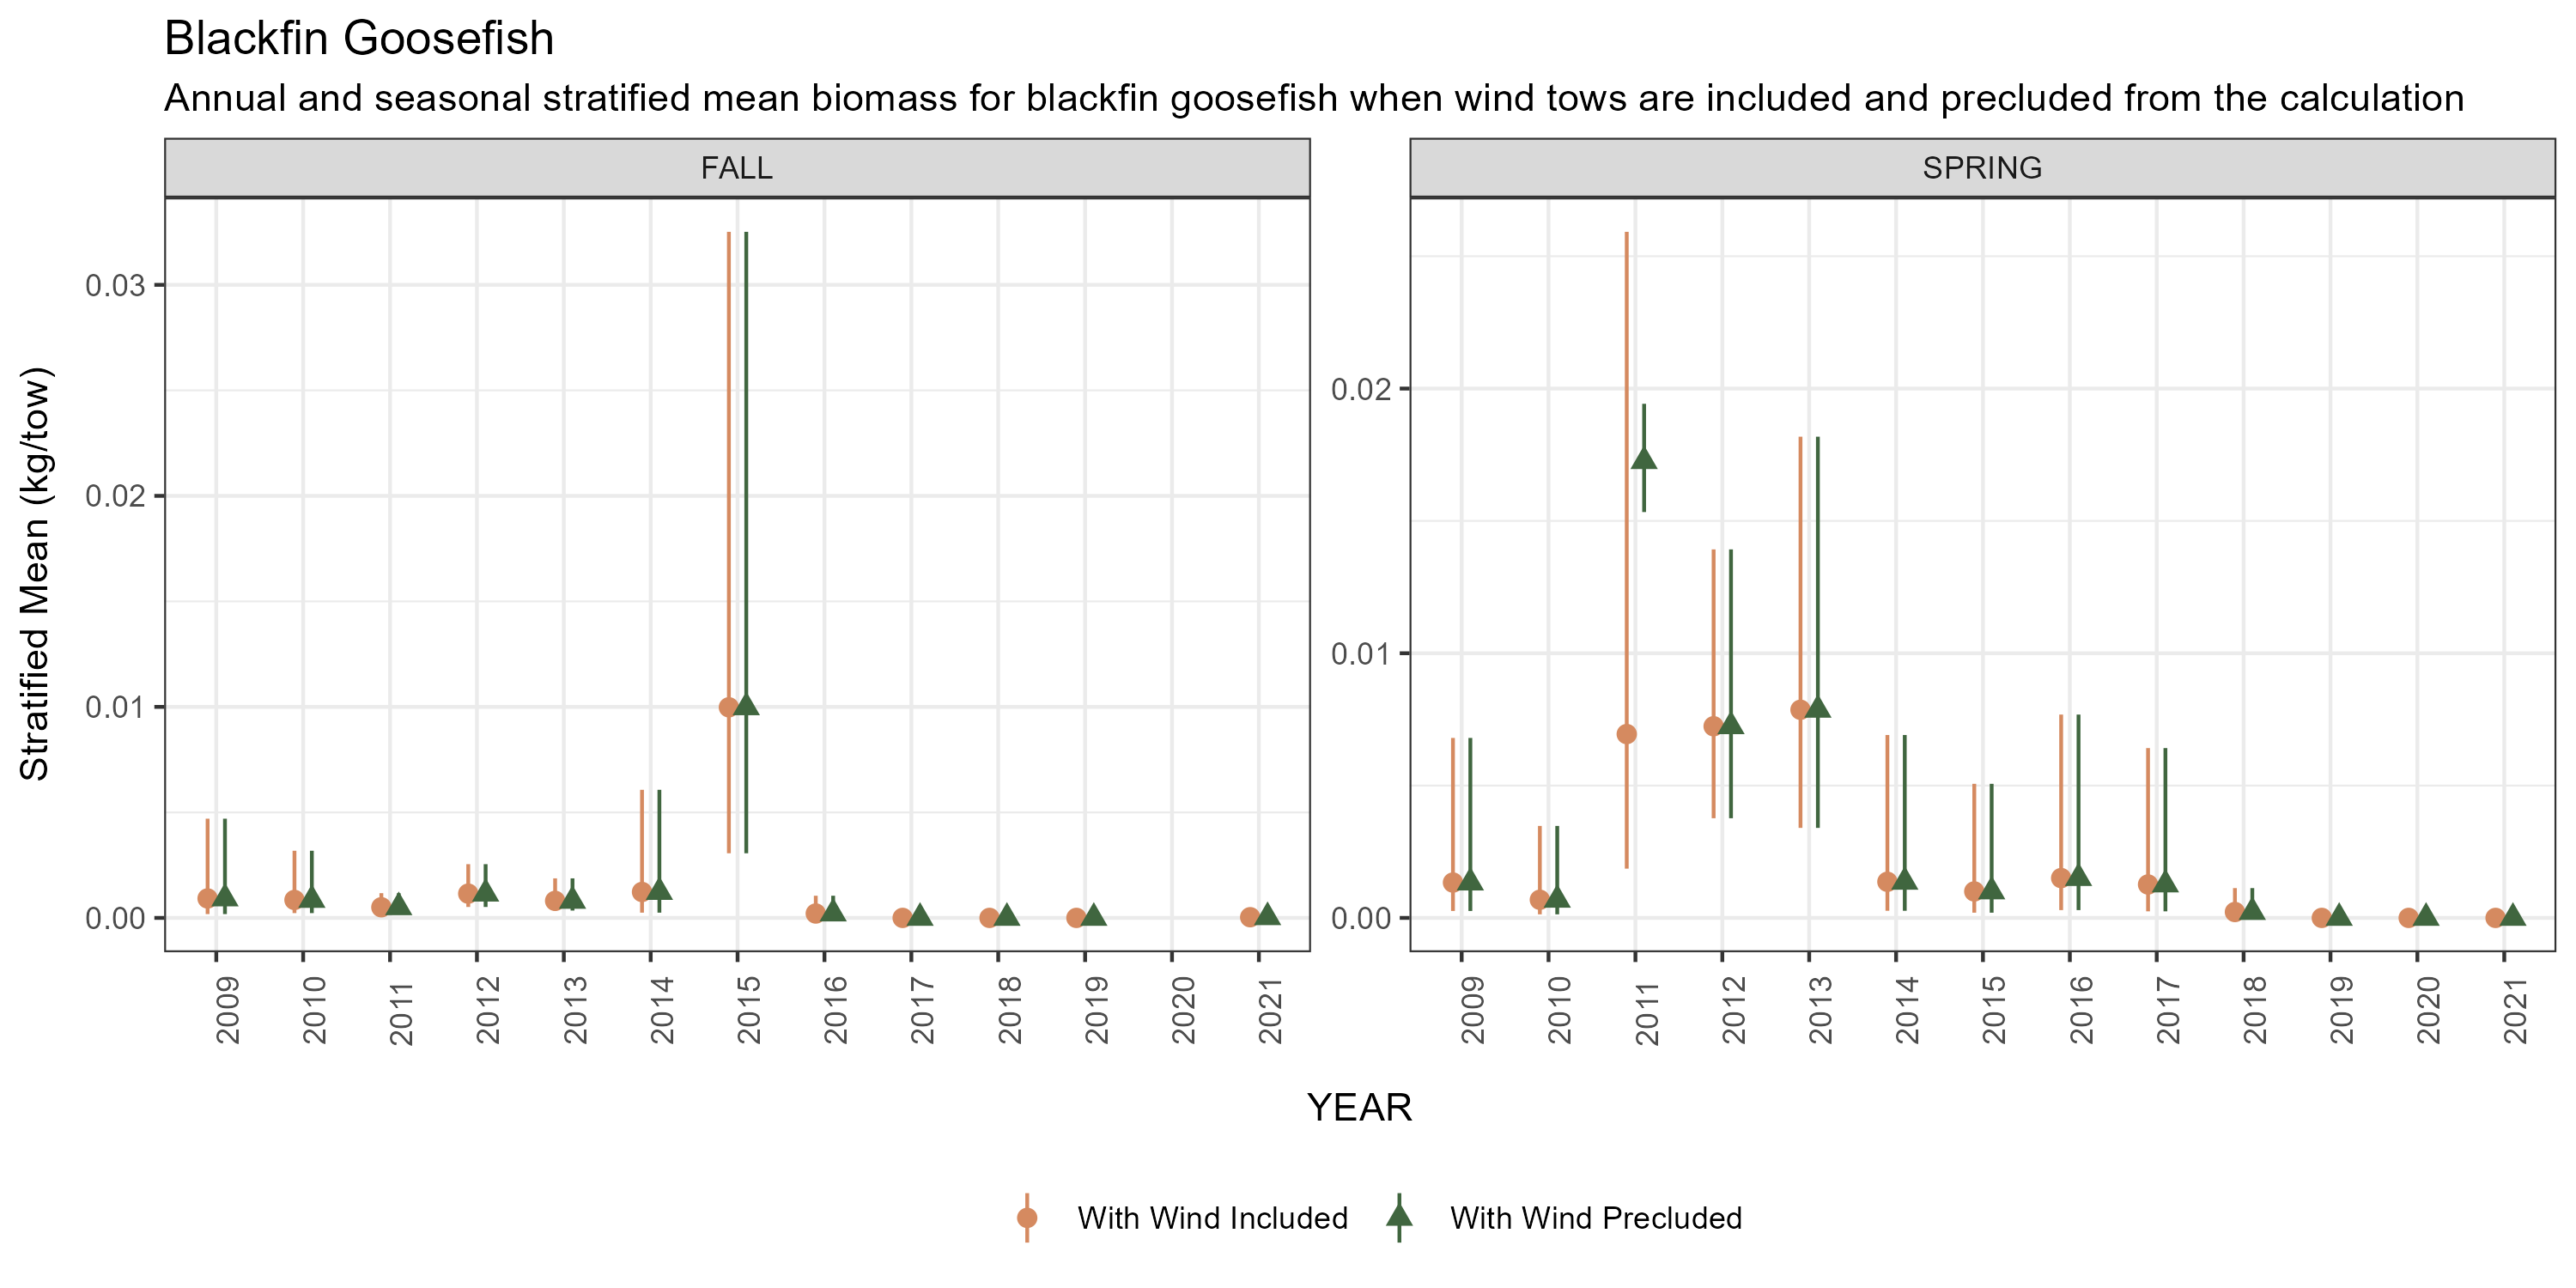 Blackfin Goosefish
Annual and seasonal stratified mean biomass for blackfin goosefish when wind tows are included and precluded from the calculation
FALL
SPRING
Stratified Mean (kg/tow)
0.03
0.02
0.01
0.00
0.02
0.01
0.00
2009 2010 2011 2012 2013 2014 2015 2016 2017 2018 2019 2020 2021
2009 2010 2011 2012 2013 2014 2015 2016 2017 2018 2019 2020 2021
YEAR
With Wind Included With Wind Precluded